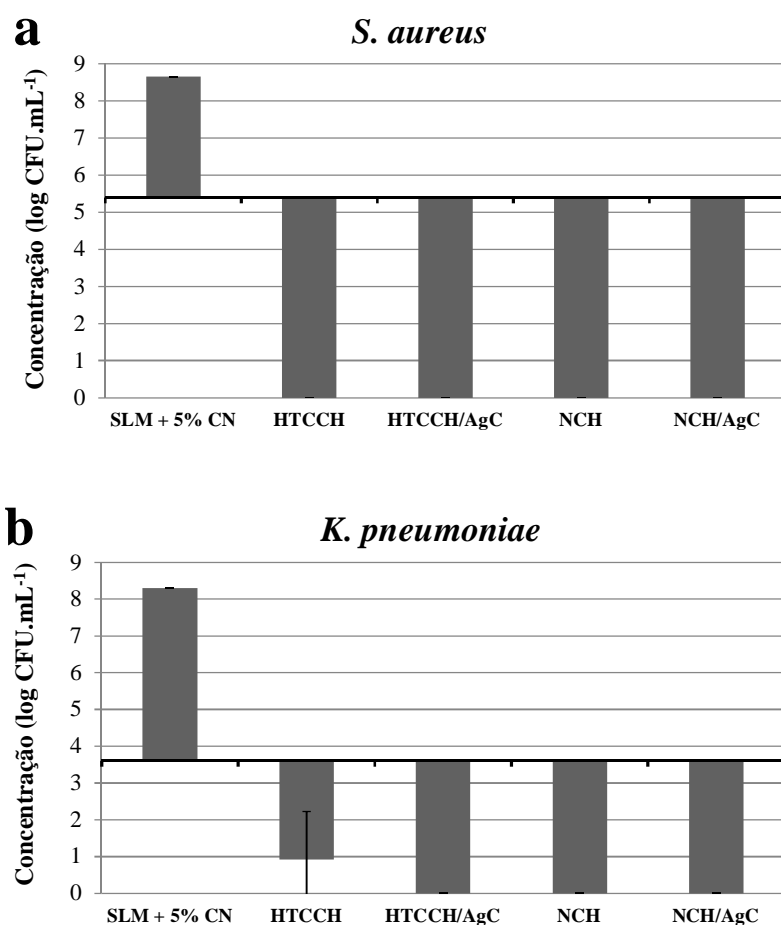 a
S. aureus
Concentração (log CFU.mL-1)
9
8
7
6
5
4
3
2
1
0
SLM + 5% CN HTCCH HTCCH/AgC NCH NCH/AgC
b
K. pneumoniae
Concentração (log CFU.mL-1)
9
8
7
6
5
4
3
2
1
0
SLM + 5% CN HTCCH HTCCH/AgC NCH NCH/AgC